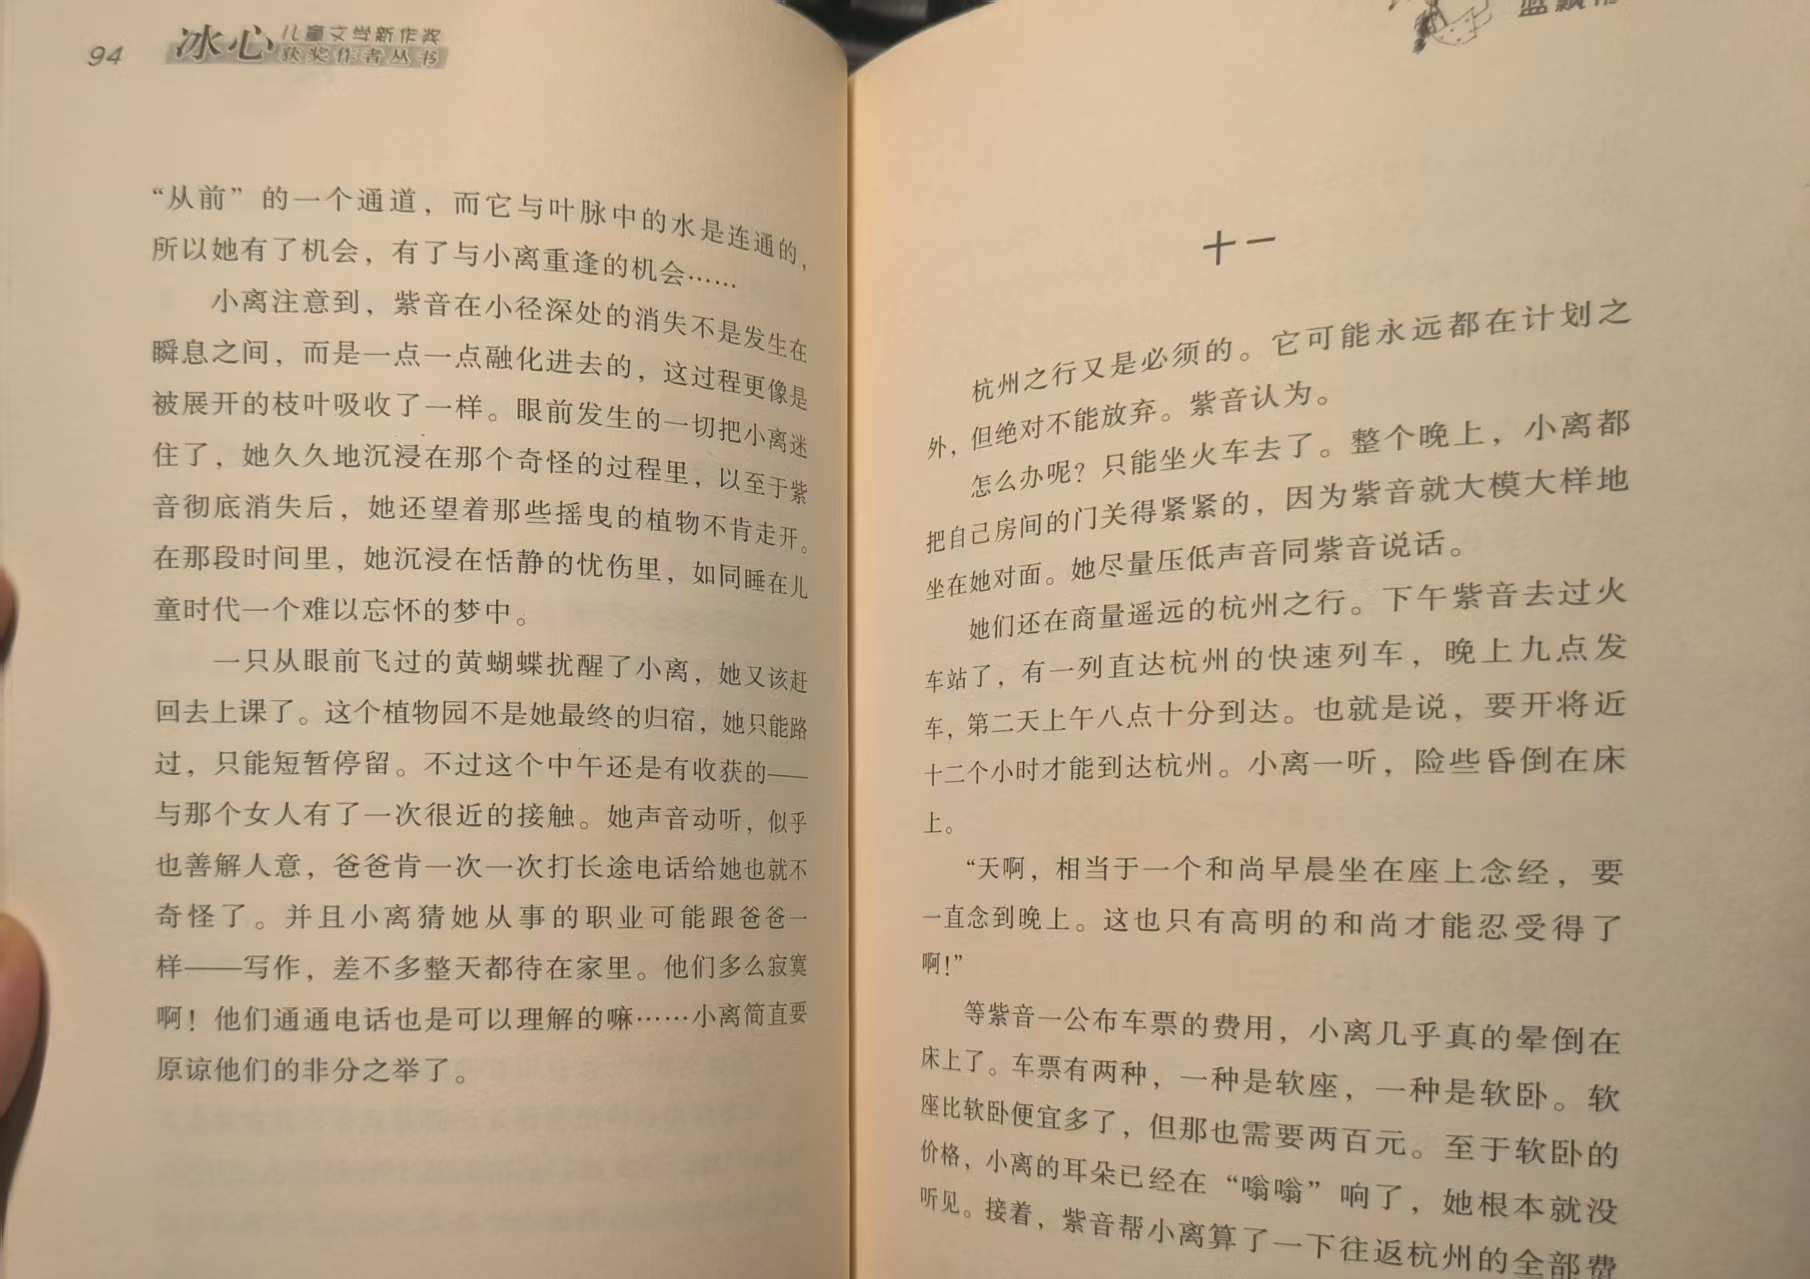 94
冰心
儿童文学新作奖
获奖作者丛书
“从前”的一个通道，而它与叶脉中的水是连通的，
所以她有了机会，有了与小离重逢的机会……
小离注意到，紫音在小径深处的消失不是发生在
瞬息之间，而是一点一点融化进去的，这过程更像是
被展开的枝叶吸收了一样。眼前发生的一切把小离迷
住了，她久久地沉浸在那个奇怪的过程里，以至于紫
音彻底消失后，她还望着那些摇曳的植物不肯走开。
在那段时间里，她沉浸在恬静的忧伤里，如同睡在儿
童时代一个难以忘怀的梦中。
一只从眼前飞过的黄蝴蝶扰醒了小离，她又该赶
回去上课了。这个植物园不是她最终的归宿，她只能路
过，只能短暂停留。不过这个中午还是有收获的——
与那个女人有了一次很近的接触。她声音动听，似乎
也善解人意，爸爸肯一次一次打长途电话给她也就不
奇怪了。并且小离猜她从事的职业可能跟爸爸一
样——写作，差不多整天都待在家里。他们多么寂寞
啊！他们通通电话也是可以理解的嘛……小离简直要
原谅他们的非分之举了。
十一
杭州之行又是必须的。它可能永远都在计划之
外，但绝对不能放弃。紫音认为。
怎么办呢？只能坐火车去了。整个晚上，小离都
把自己房间的门关得紧紧的，因为紫音就大模大样地
坐在她对面。她尽量压低声音同紫音说话。
她们还在商量遥远的杭州之行。下午紫音去过火
车站了，有一列直达杭州的快速列车，晚上九点发
车，第二天上午八点十分到达。也就是说，要开将近
十二个小时才能到达杭州。小离一听，险些昏倒在床
上。
“天啊，相当于一个和尚早晨坐在座上念经，要
一直念到晚上。这也只有高明的和尚才能忍受得了
啊！”
等紫音一公布车票的费用，小离几乎真的晕倒在
床上了。车票有两种，一种是软座，一种是软卧。软
座比软卧便宜多了，但那也需要两百元。至于软卧的
价格，小离的耳朵已经在“嗡嗡”响了，她根本就没
听见。接着，紫音帮小离算了一下往返杭州的全部费